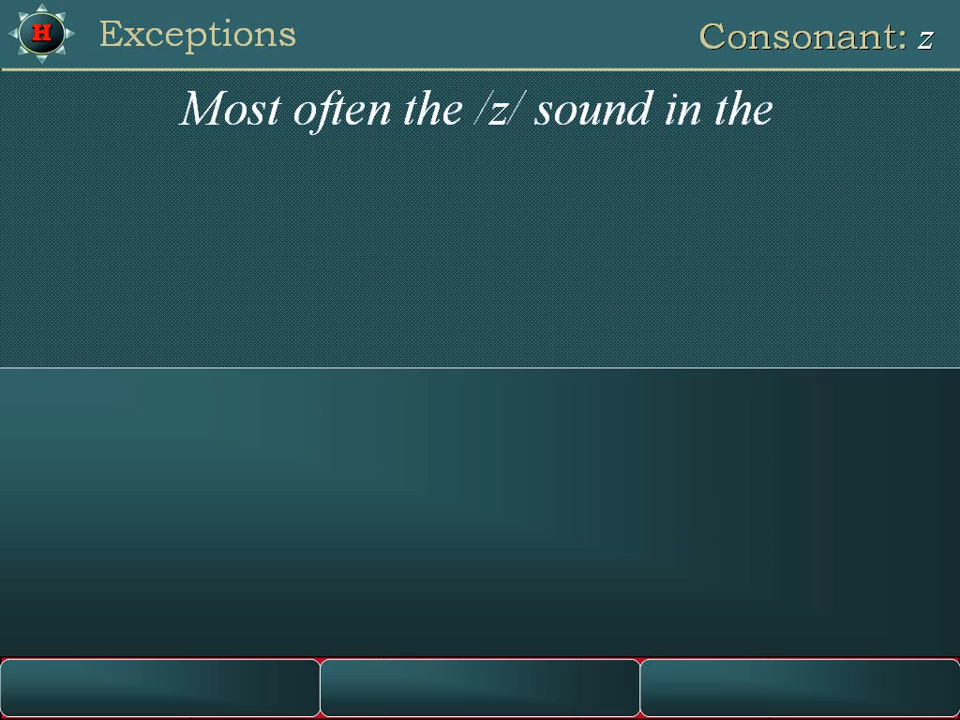 H
Exceptions
Consonant: z
Most often the /z/ sound in the